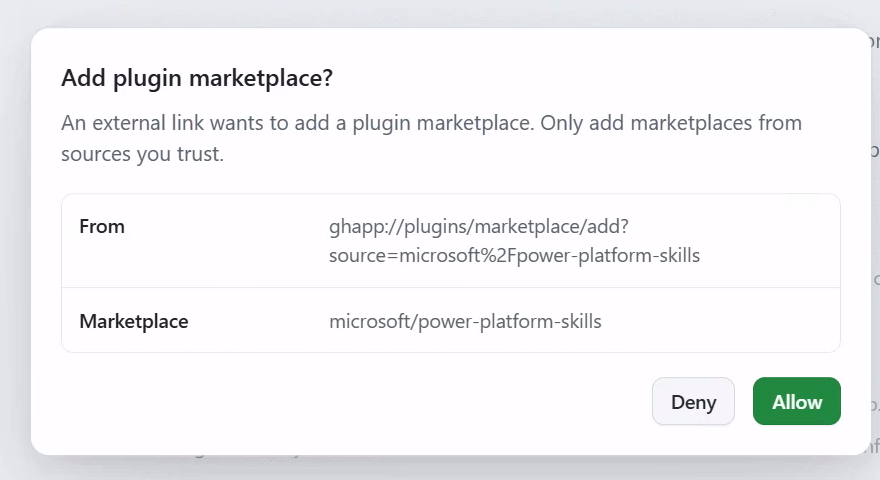 Add plugin marketplace?
An external link wants to add a plugin marketplace. Only add marketplaces from
sources you trust.
From
ghapp://plugins/marketplace/add?
source=microsoft%2Fpower-platform-skills
Marketplace
microsoft/power-platform-skills
Deny
Allow